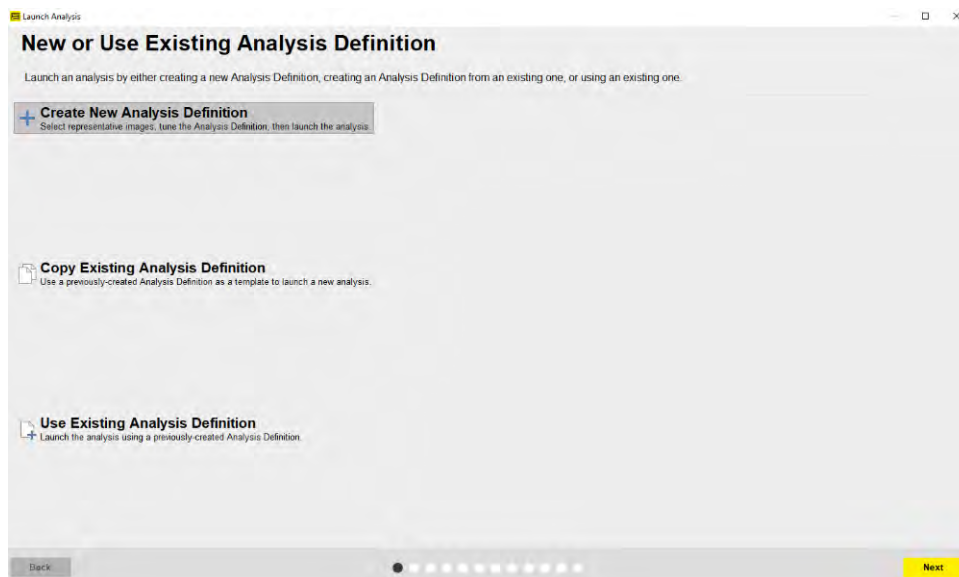 Launch Analysis
New or Use Existing Analysis Definition
Launch an analysis by either creating a new Analysis Definition, creating an Analysis Definition from an existing one, or using an existing one.
Create New Analysis Definition
Select representative images, tune the Analysis Definition, then launch the analysis.
Copy Existing Analysis Definition
Use a previously-created Analysis Definition as a template to launch a new analysis.
Use Existing Analysis Definition
Launch the analysis using a previously-created Analysis Definition.
Back
Next